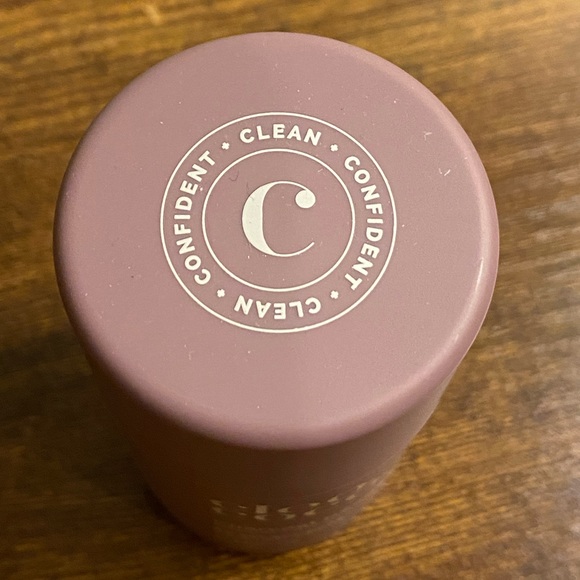 CLEAN • CONFIDENT • CLEAN • CONFIDENT •
C